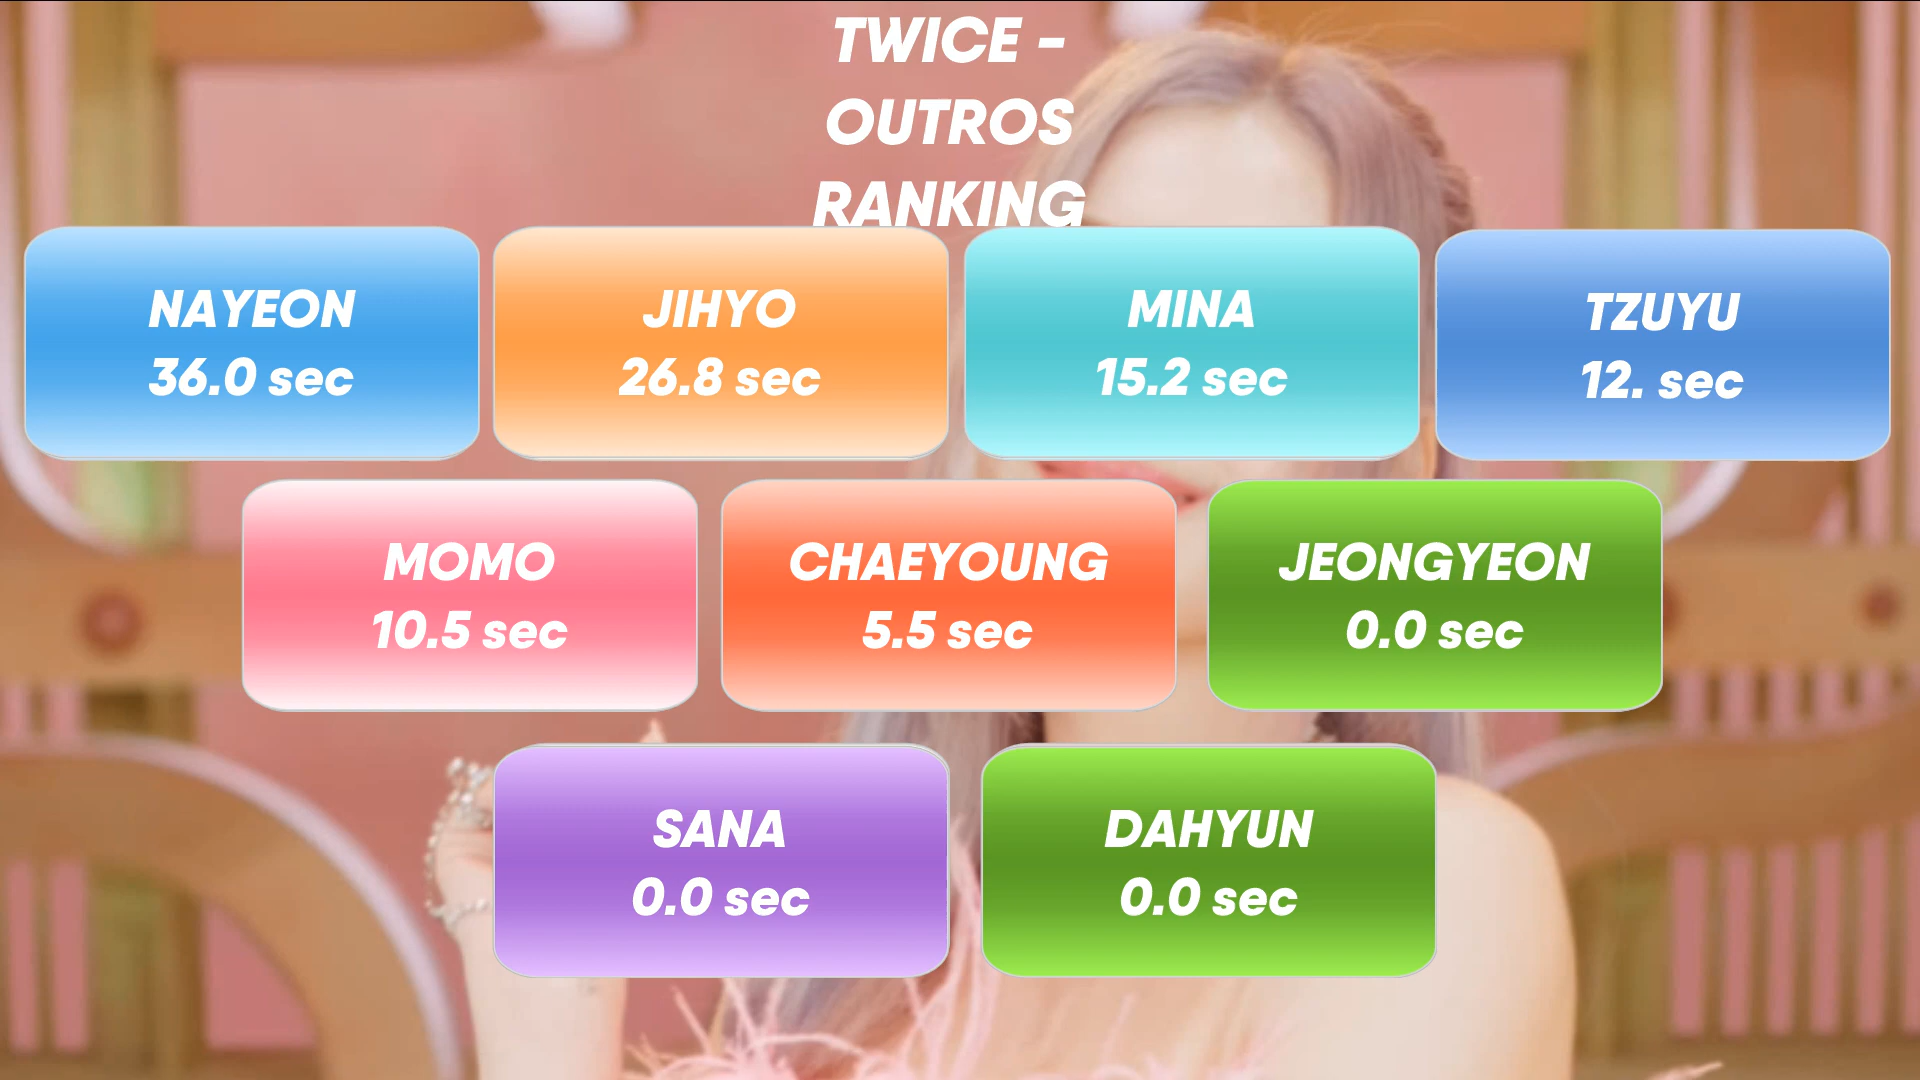 TWICE -
OUTROS
RANKING
NAYEON
36.0 sec
JIHYO
26.8 sec
MINA
15.2 sec
TZUYU
12. sec
MOMO
10.5 sec
CHAEYOUNG
5.5 sec
JEONGYEON
0.0 sec
SANA
0.0 sec
DAHYUN
0.0 sec